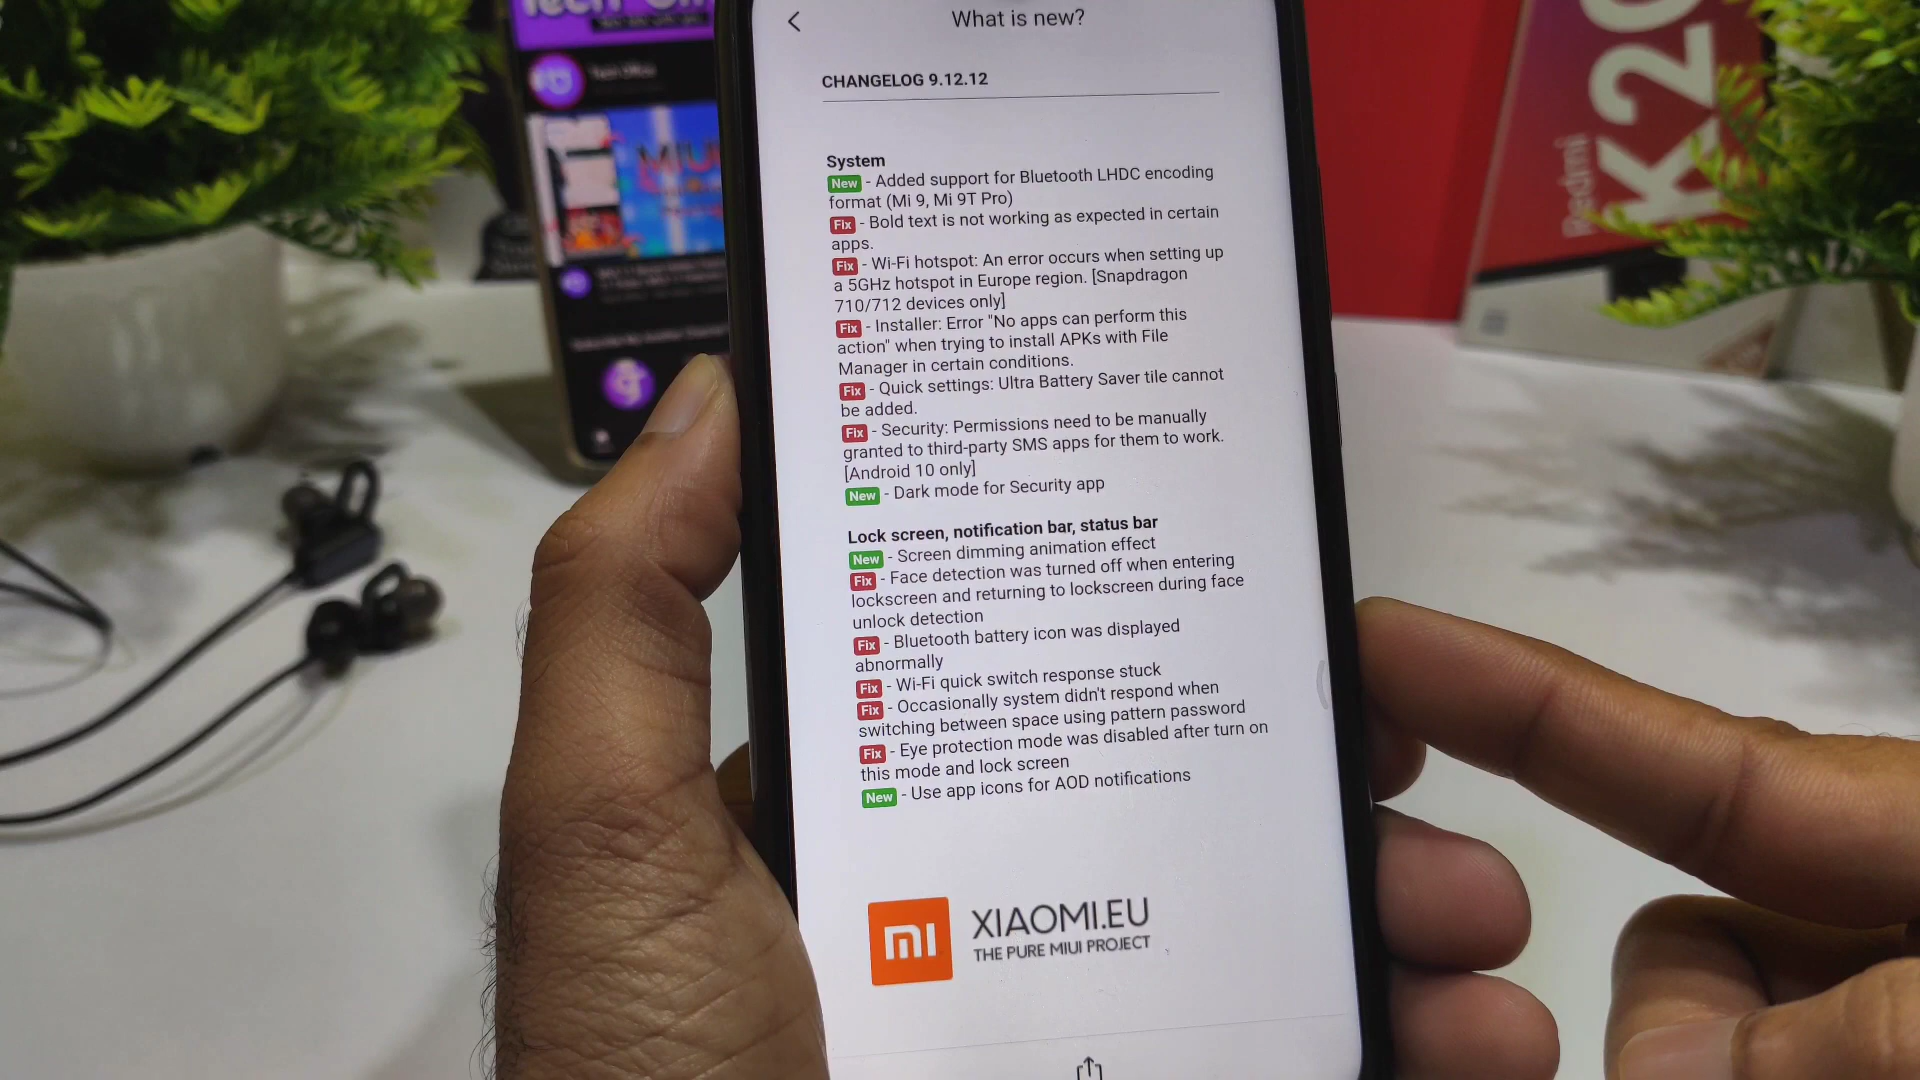 What is new?
CHANGELOG 9.12.12
System
New - Added support for Bluetooth LHDC encoding
format (Mi 9, Mi 9T Pro)
Fix - Bold text is not working as expected in certain
apps.
Fix - Wi-Fi hotspot: An error occurs when setting up
a 5GHz hotspot in Europe region. [Snapdragon
710/712 devices only]
Fix - Installer: Error "No apps can perform this
action" when trying to install APKs with File
Manager in certain conditions.
Fix - Quick settings: Ultra Battery Saver tile cannot
be added.
Fix - Security: Permissions need to be manually
granted to third-party SMS apps for them to work.
[Android 10 only]
New - Dark mode for Security app
Lock screen, notification bar, status bar
New - Screen dimming animation effect
Fix - Face detection was turned off when entering
lockscreen and returning to lockscreen during face
unlock detection
Fix - Bluetooth battery icon was displayed
abnormally
Fix - Wi-Fi quick switch response stuck
Fix - Occasionally system didn't respond when
switching between space using pattern password
Fix - Eye protection mode was disabled after turn on
this mode and lock screen
New - Use app icons for AOD notifications
mi
XIAOMI.EU
THE PURE MIUI PROJECT
Redmi
K20
MIUI